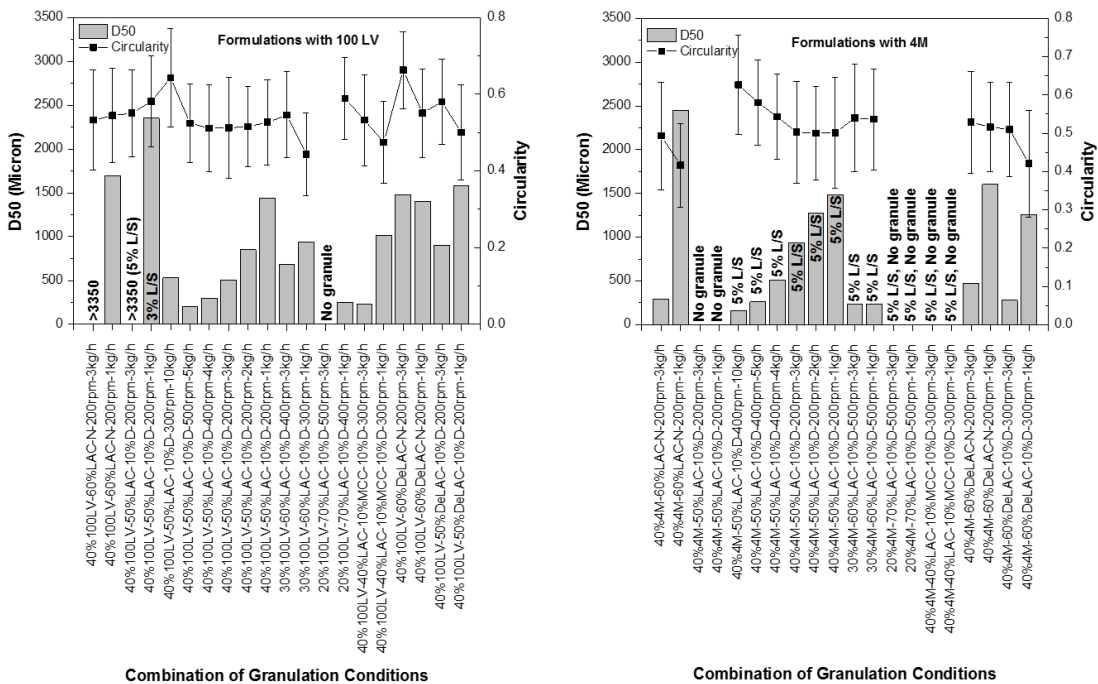 3500
3000
2500
2000
1500
1000
500
0
D50 (Micron)
D50
Circularity
Formulations with 100 LV
>3350
>3350 (5% L/S)
3% L/S
No granule
0.8
0.6
0.4
0.2
0.0
Circularity
40%100LV-60%LAC-N-200rpm-3kg/h
40%100LV-60%LAC-N-200rpm-1kg/h
40%100LV-50%LAC-10%D-200rpm-3kg/h
40%100LV-50%LAC-10%D-200rpm-1kg/h
40%100LV-50%LAC-10%D-300rpm-10kg/h
40%100LV-50%LAC-10%D-500rpm-5kg/h
40%100LV-50%LAC-10%D-400rpm-4kg/h
40%100LV-50%LAC-10%D-200rpm-3kg/h
40%100LV-50%LAC-10%D-200rpm-2kg/h
40%100LV-50%LAC-10%D-200rpm-1kg/h
30%100LV-60%LAC-10%D-400rpm-3kg/h
30%100LV-60%LAC-10%D-300rpm-1kg/h
20%100LV-70%LAC-10%D-500rpm-3kg/h
20%100LV-70%LAC-10%D-400rpm-1kg/h
40%100LV-40%LAC-10%MCC-10%D-300rpm-3kg/h
40%100LV-40%LAC-10%MCC-10%D-300rpm-1kg/h
40%100LV-60%DeLAC-N-200rpm-3kg/h
40%100LV-60%DeLAC-N-200rpm-1kg/h
40%100LV-50%DeLAC-10%D-200rpm-3kg/h
40%100LV-50%DeLAC-10%D-200rpm-1kg/h
Combination of Granulation Conditions
3500
3000
2500
2000
1500
1000
500
0
D50 (Micron)
D50
Circularity
Formulations with 4M
No granule
No granule
5% L/S
5% L/S
5% L/S
5% L/S
5% L/S
5% L/S
5% L/S
5% L/S
5% L/S, No granule
5% L/S, No granule
5% L/S, No granule
5% L/S, No granule
0.8
0.7
0.6
0.5
0.4
0.3
0.2
0.1
0.0
Circularity
40%4M-60%LAC-N-200rpm-3kg/h
40%4M-60%LAC-N-200rpm-1kg/h
40%4M-50%LAC-10%D-200rpm-3kg/h
40%4M-50%LAC-10%D-200rpm-1kg/h
40%4M-50%LAC-10%D-400rpm-10kg/h
40%4M-50%LAC-10%D-400rpm-5kg/h
40%4M-50%LAC-10%D-400rpm-4kg/h
40%4M-50%LAC-10%D-400rpm-3kg/h
40%4M-50%LAC-10%D-400rpm-2kg/h
40%4M-50%LAC-10%D-400rpm-1kg/h
30%4M-60%LAC-10%D-500rpm-3kg/h
30%4M-60%LAC-10%D-500rpm-1kg/h
20%4M-70%LAC-10%D-500rpm-3kg/h
20%4M-70%LAC-10%D-500rpm-1kg/h
40%4M-40%LAC-10%MCC-10%D-300rpm-3kg/h
40%4M-40%LAC-10%MCC-10%D-300rpm-1kg/h
40%4M-60%DeLAC-N-200rpm-3kg/h
40%4M-60%DeLAC-N-200rpm-1kg/h
40%4M-60%DeLAC-10%D-300rpm-3kg/h
40%4M-60%DeLAC-10%D-300rpm-1kg/h
Combination of Granulation Conditions